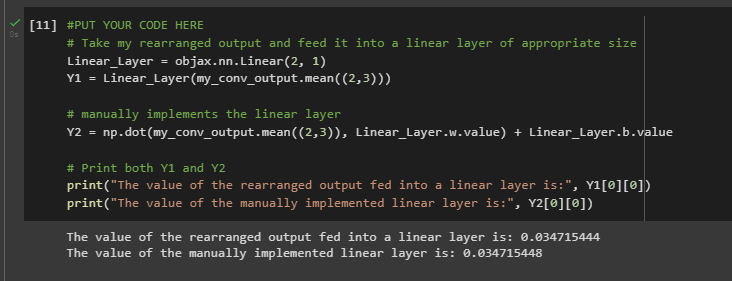 [11] #PUT YOUR CODE HERE
0s
# Take my rearranged output and feed it into a linear layer of appropriate size
Linear_Layer = objax.nn.Linear(2, 1)
Y1 = Linear_Layer(my_conv_output.mean((2,3)))
# manually implements the linear layer
Y2 = np.dot(my_conv_output.mean((2,3)), Linear_Layer.w.value) + Linear_Layer.b.value
# Print both Y1 and Y2
print("The value of the rearranged output fed into a linear layer is:", Y1[0][0])
print("The value of the manually implemented linear layer is:", Y2[0][0])
The value of the rearranged output fed into a linear layer is: 0.034715444
The value of the manually implemented linear layer is: 0.034715448